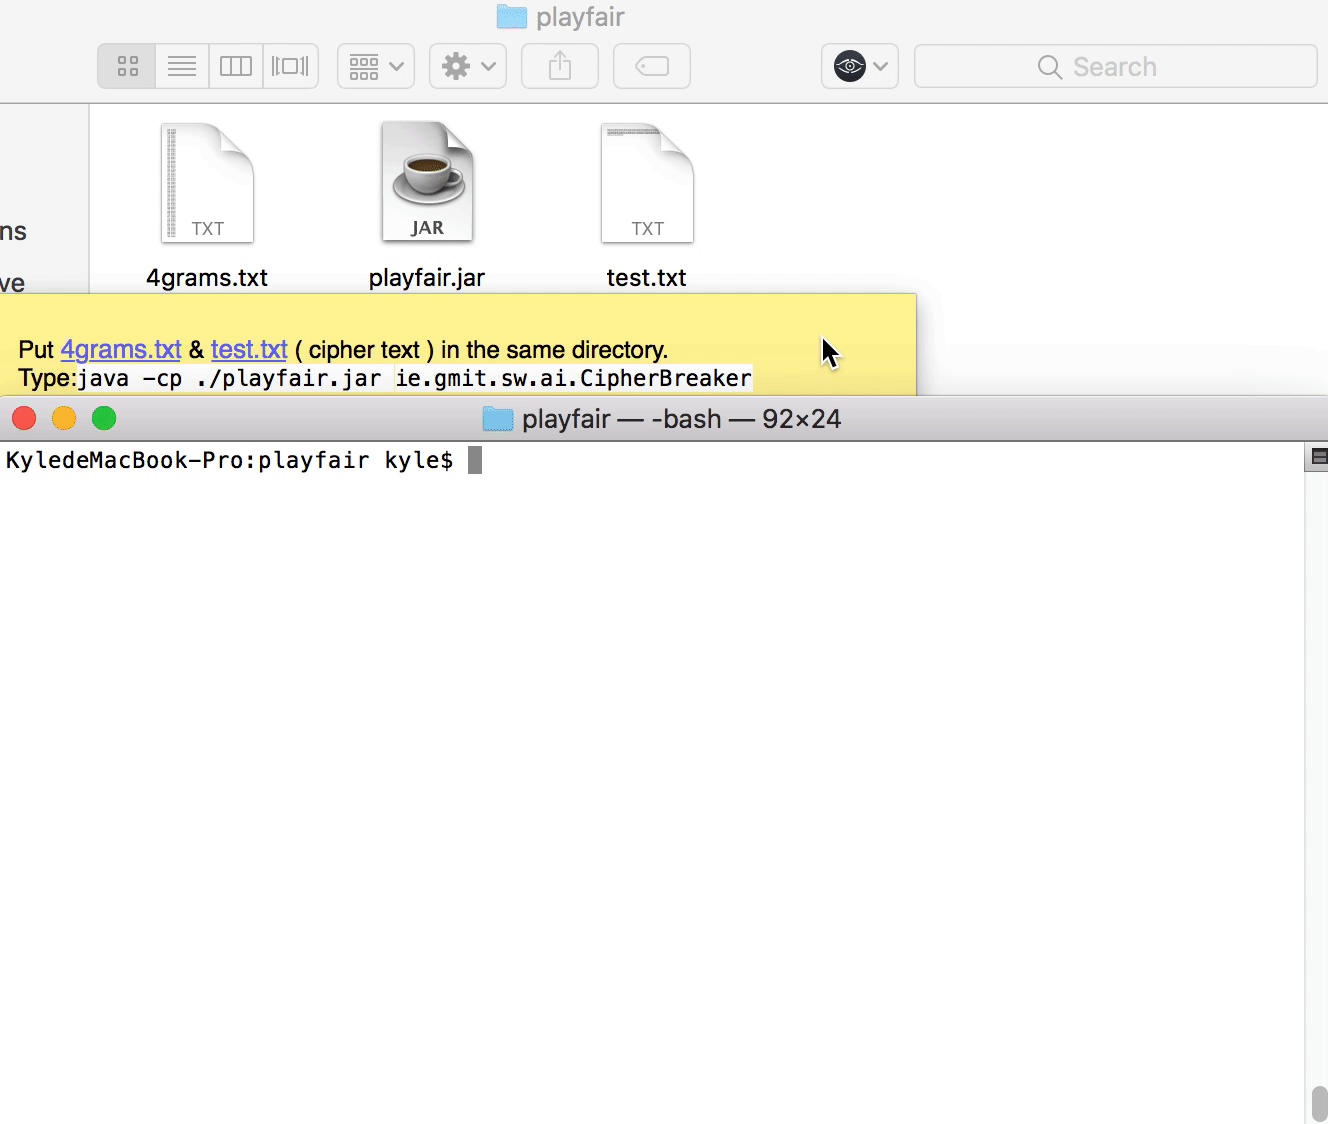 playfair
Search
ns
ve
TXT
JAR
TXT
4grams.txt
playfair.jar
test.txt
Put 4grams.txt & test.txt ( cipher text ) in the same directory.
Type:java -cp ./playfair.jar ie.gmit.sw.ai.CipherBreaker
playfair — -bash — 92×24
KyledeMacBook-Pro:playfair kyle$